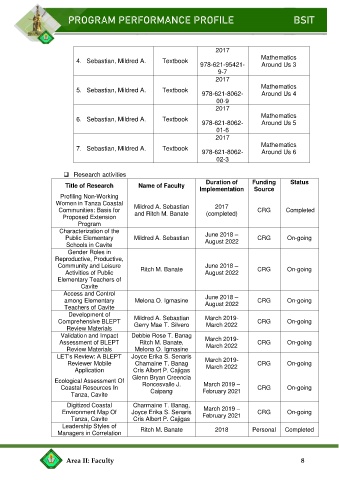 PROGRAM PERFORMANCE PROFILE BSIT
4. Sebastian, Mildred A. Textbook 2017 978-621-95421-9-7 Mathematics Around Us 3
5. Sebastian, Mildred A. Textbook 2017 978-621-8062-00-9 Mathematics Around Us 4
6. Sebastian, Mildred A. Textbook 2017 978-621-8062-01-6 Mathematics Around Us 5
7. Sebastian, Mildred A. Textbook 2017 978-621-8062-02-3 Mathematics Around Us 6
❑ Research activities
Title of Research Name of Faculty Duration of Implementation Funding Source Status
Profiling Non-Working
Women in Tanza Coastal
Communities: Basis for
Proposed Extension
Program
Mildred A. Sebastian
and Ritch M. Banate
2017
(completed)
CRG Completed
Characterization of the
Public Elementary
Schools in Cavite
Mildred A. Sebastian
June 2018 –
August 2022
CRG On-going
Gender Roles in
Reproductive, Productive,
Community and Leisure
Activities of Public
Elementary Teachers of
Cavite
Ritch M. Banate
June 2018 –
August 2022
CRG On-going
Access and Control
among Elementary
Teachers of Cavite
Melona O. Igmasine
June 2018 –
August 2022
CRG On-going
Development of
Comprehensive BLEPT
Review Materials
Mildred A. Sebastian
Gerry Mae T. Silvero
March 2019-
March 2022
CRG On-going
Validation and Impact
Assessment of BLEPT
Review Materials
Debbie Rose T. Banag
Ritch M. Banate,
Melona O. Igmasine
March 2019-
March 2022
CRG On-going
LET's Review: A BLEPT
Reviewer Mobile
Application
Joyce Erika S. Senaris
Charmaine T. Banag
Cris Albert P. Cajigas
March 2019-
March 2022
CRG On-going
Ecological Assessment Of
Coastal Resources In
Tanza, Cavite
Glenn Bryan Creencia
Roncesvalle J.
Caipang
March 2019 –
February 2021
CRG On-going
Digitized Coastal
Environment Map Of
Tanza, Cavite
Charmaine T. Banag,
Joyce Erika S. Senaris
Cris Albert P. Cajigas
March 2019 –
February 2021
CRG On-going
Leadership Styles of
Managers in Correlation
Ritch M. Banate 2018 Personal Completed
Area II: Faculty 8